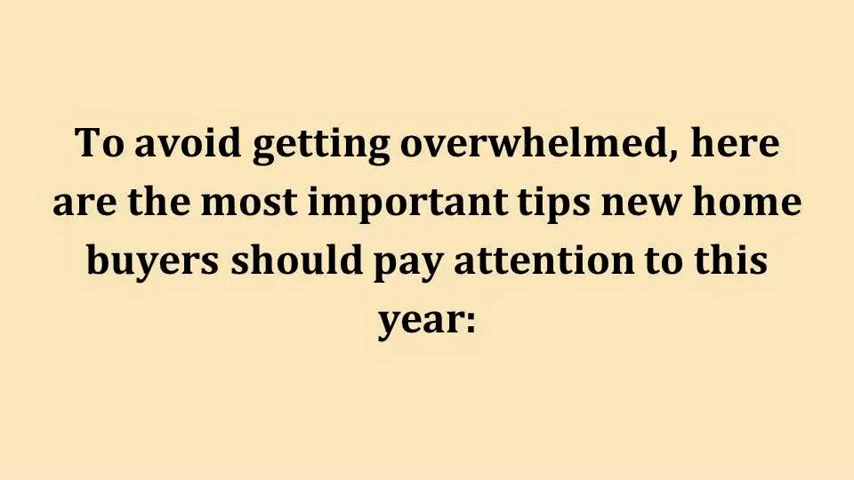 To avoid getting overwhelmed, here
are the most important tips new home
buyers should pay attention to this
year: